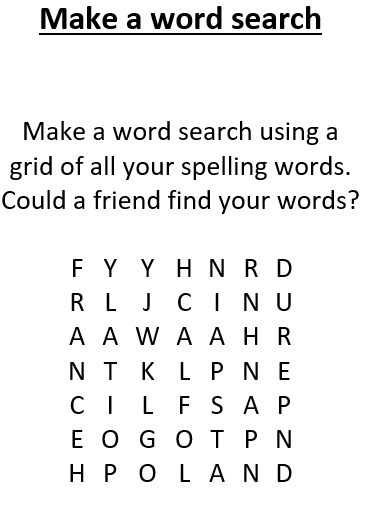 Make a word search
Make a word search using a
grid of all your spelling words.
Could a friend find your words?
F Y Y H N R D
R L J C I N U
A A W A A H R
N T K L P N E
C I L F S A P
E O G O T P N
H P O L A N D